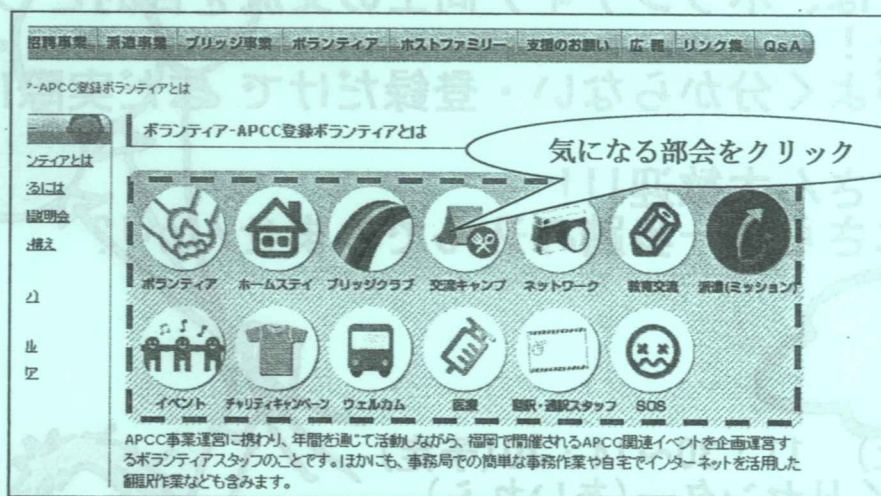 招聘事業 派遣事業 ブリッジ事業 ボランティア ホストファミリー 支援のお願い 広報 リンク集 Q&A
ｱ-APCC登録ボランティアとは
ンティアとは
るには
説明会
構え
ボランティア-APCC登録ボランティアとは
気になる部会をクリック
ボランティア ホームステイ ブリッジクラブ 交流キャンプ ネットワーク 教育交流 派遣(ミッション)
イベント チャリティキャンペーン ウェルカム 医療 翻訳・通訳スタッフ SOS
APCC事業運営に携わり、年間を通じて活動しながら、福岡で開催されるAPCC関連イベントを企画運営す
るボランティアスタッフのことです。ほかにも、事務局での簡単な事務作業や自宅でインターネットを活用した
翻訳作業なども含みます。